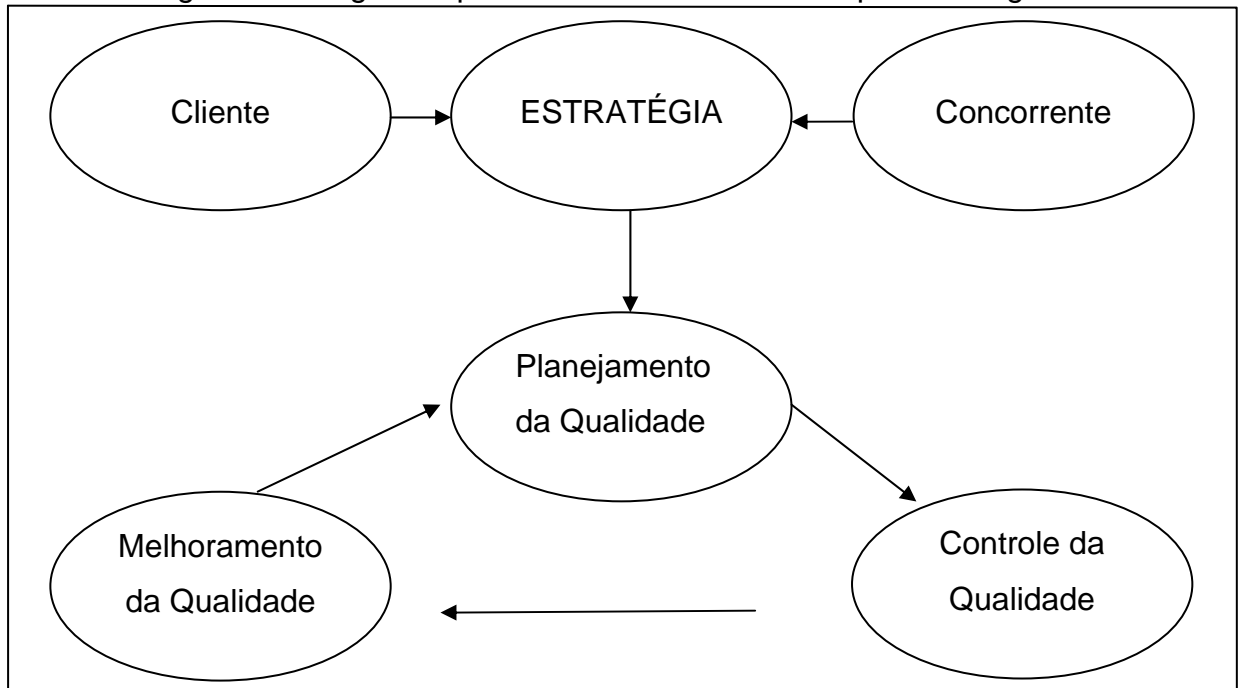 Cliente
ESTRATÉGIA
Concorrente
Planejamento
da Qualidade
Melhoramento
da Qualidade
Controle da
Qualidade